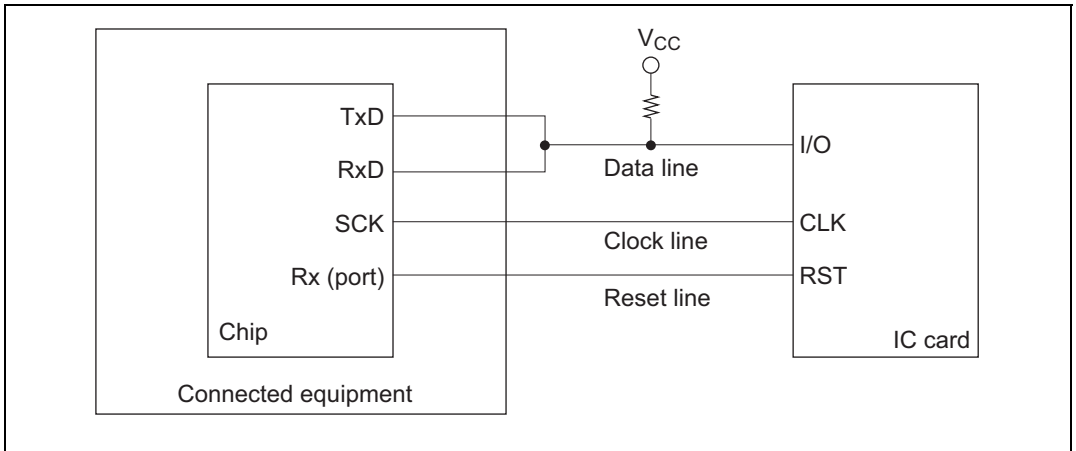 VCC
TxD
I/O
RxD
Data line
SCK
CLK
Clock line
Rx (port)
RST
Reset line
Chip
IC card
Connected equipment